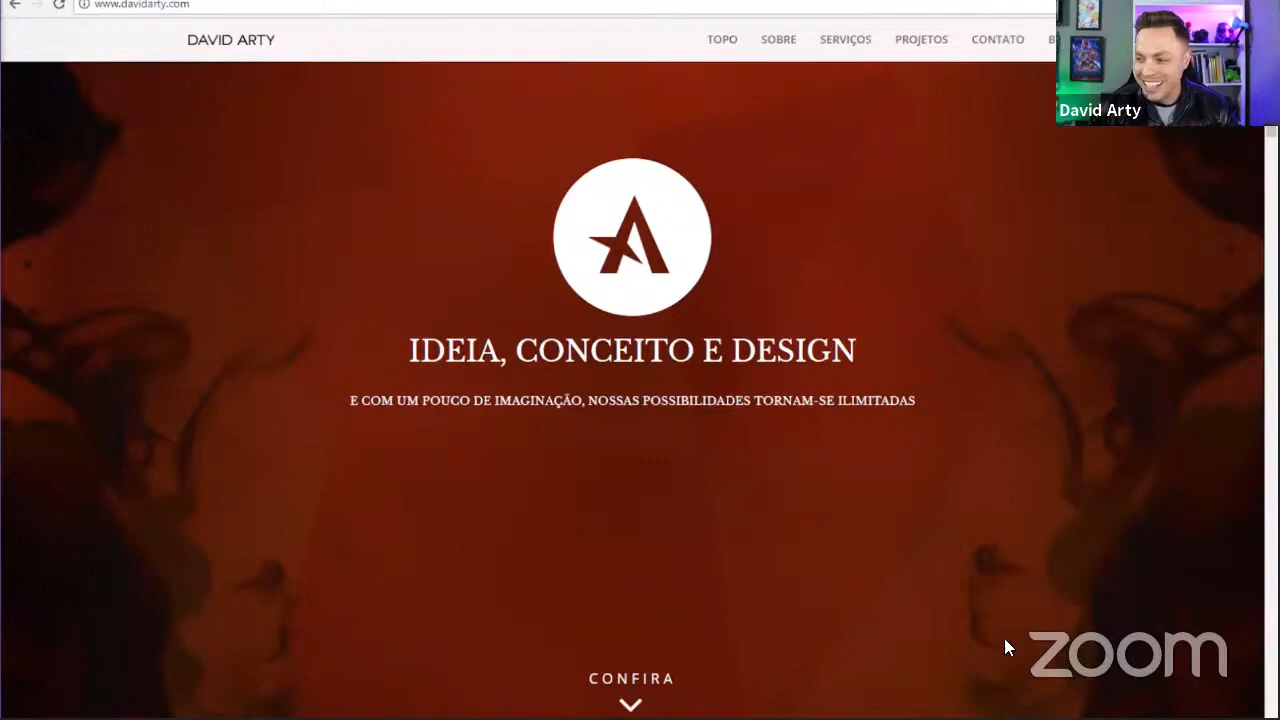 www.davidarty.com
DAVID ARTY
TOPO SOBRE SERVIÇOS PROJETOS CONTATO
David Arty
IDEIA, CONCEITO E DESIGN
E COM UM POUCO DE IMAGINAÇÃO, NOSSAS POSSIBILIDADES TORNAM-SE ILIMITADAS
CONFIRA
zoom